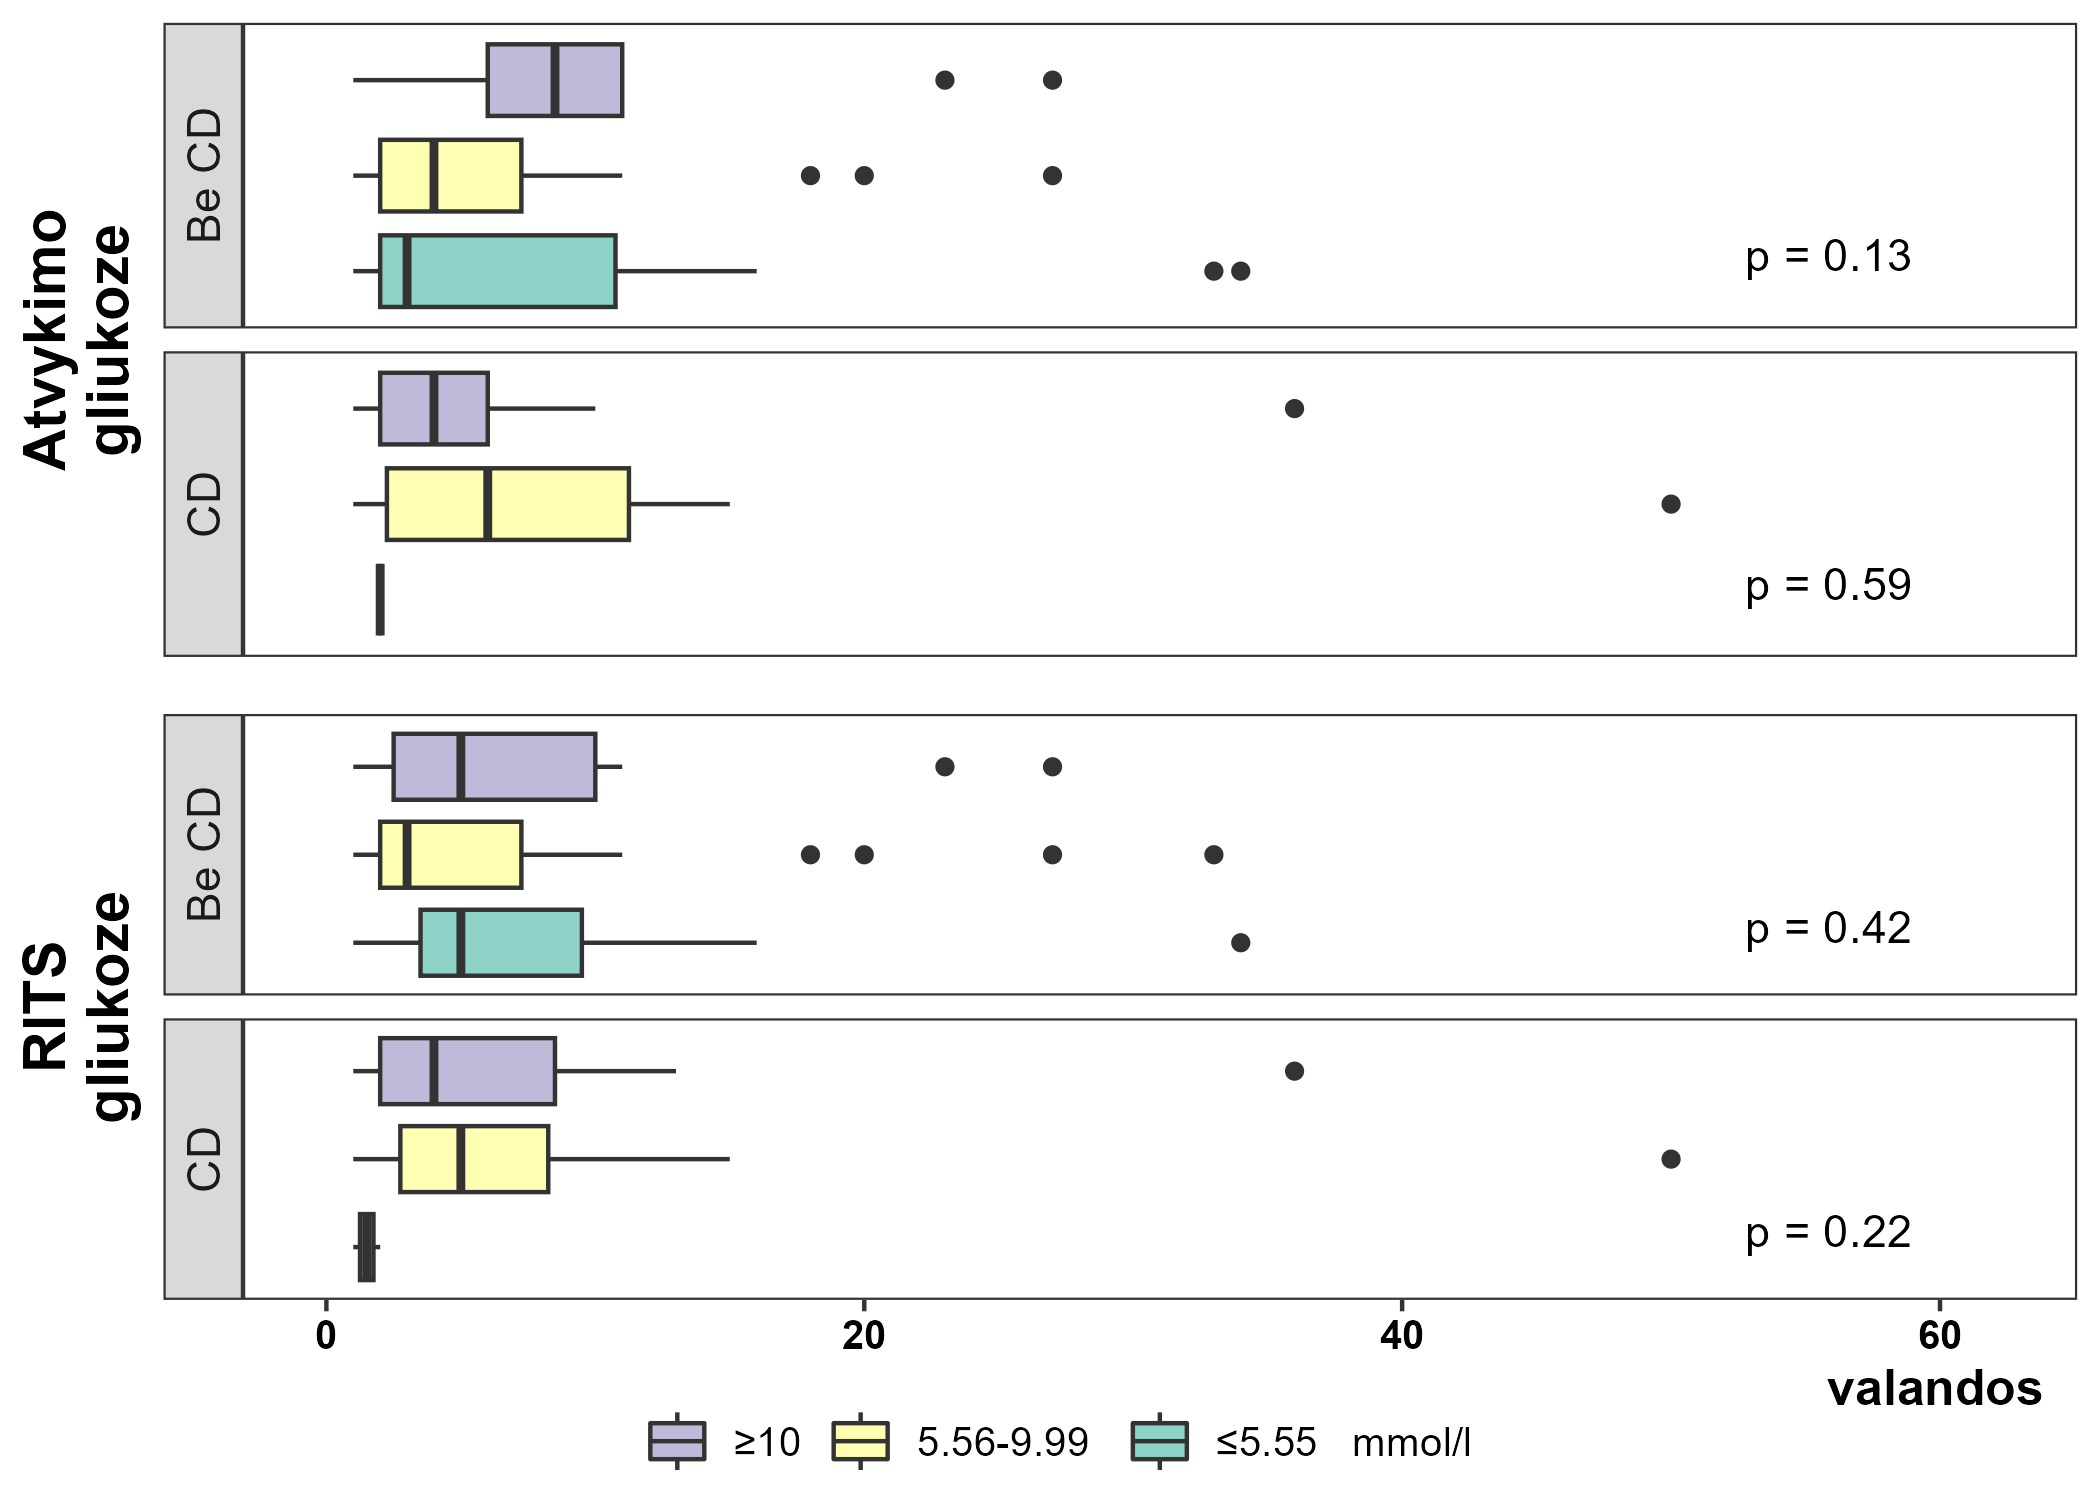 Atvykimo
gliukoze
Be CD
p = 0.13
CD
p = 0.59
RITS
gliukoze
Be CD
p = 0.42
CD
p = 0.22
0 20 40 60
valandos
≥10 5.56-9.99 ≤5.55 mmol/l